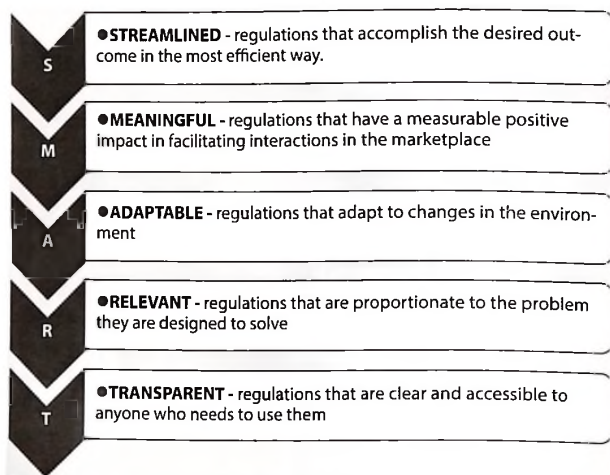 S
●STREAMLINED - regulations that accomplish the desired out-
come in the most efficient way.
M
●MEANINGFUL - regulations that have a measurable positive
impact in facilitating interactions in the marketplace
A
●ADAPTABLE - regulations that adapt to changes in the environ-
ment
R
●RELEVANT - regulations that are proportionate to the problem
they are designed to solve
T
●TRANSPARENT - regulations that are clear and accessible to
anyone who needs to use them